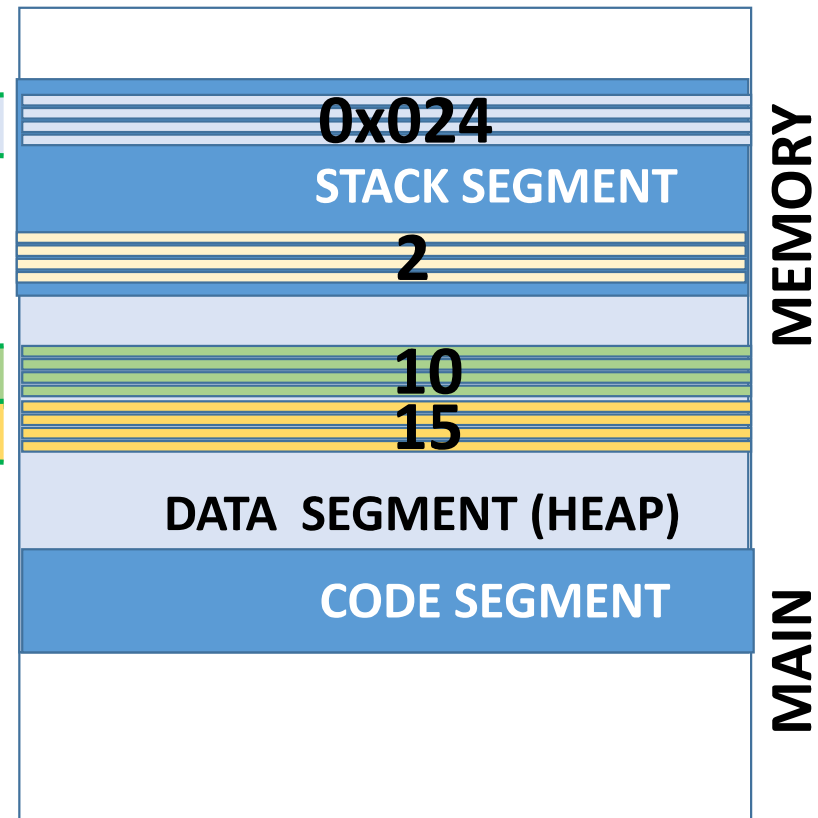 0x024
STACK SEGMENT
2
10
15
DATA SEGMENT (HEAP)
CODE SEGMENT
MAIN MEMORY